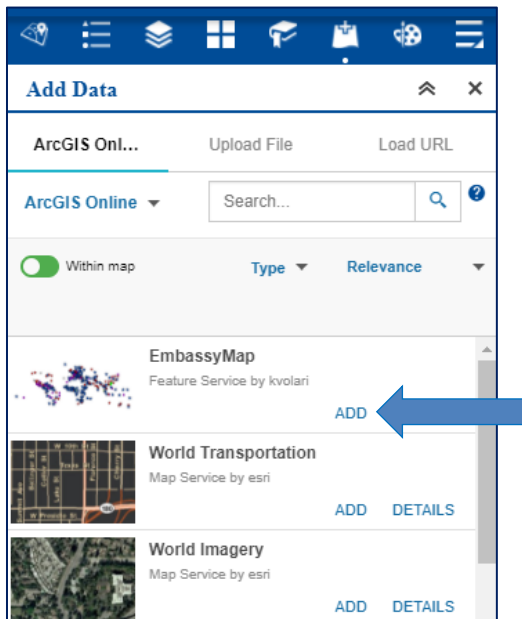 Add Data
ArcGIS Onl... Upload File Load URL
ArcGIS Online Search... ?
Within map Type Relevance
EmbassyMap
Feature Service by kvolari
ADD
World Transportation
Map Service by esri
ADD DETAILS
World Imagery
Map Service by esri
ADD DETAILS